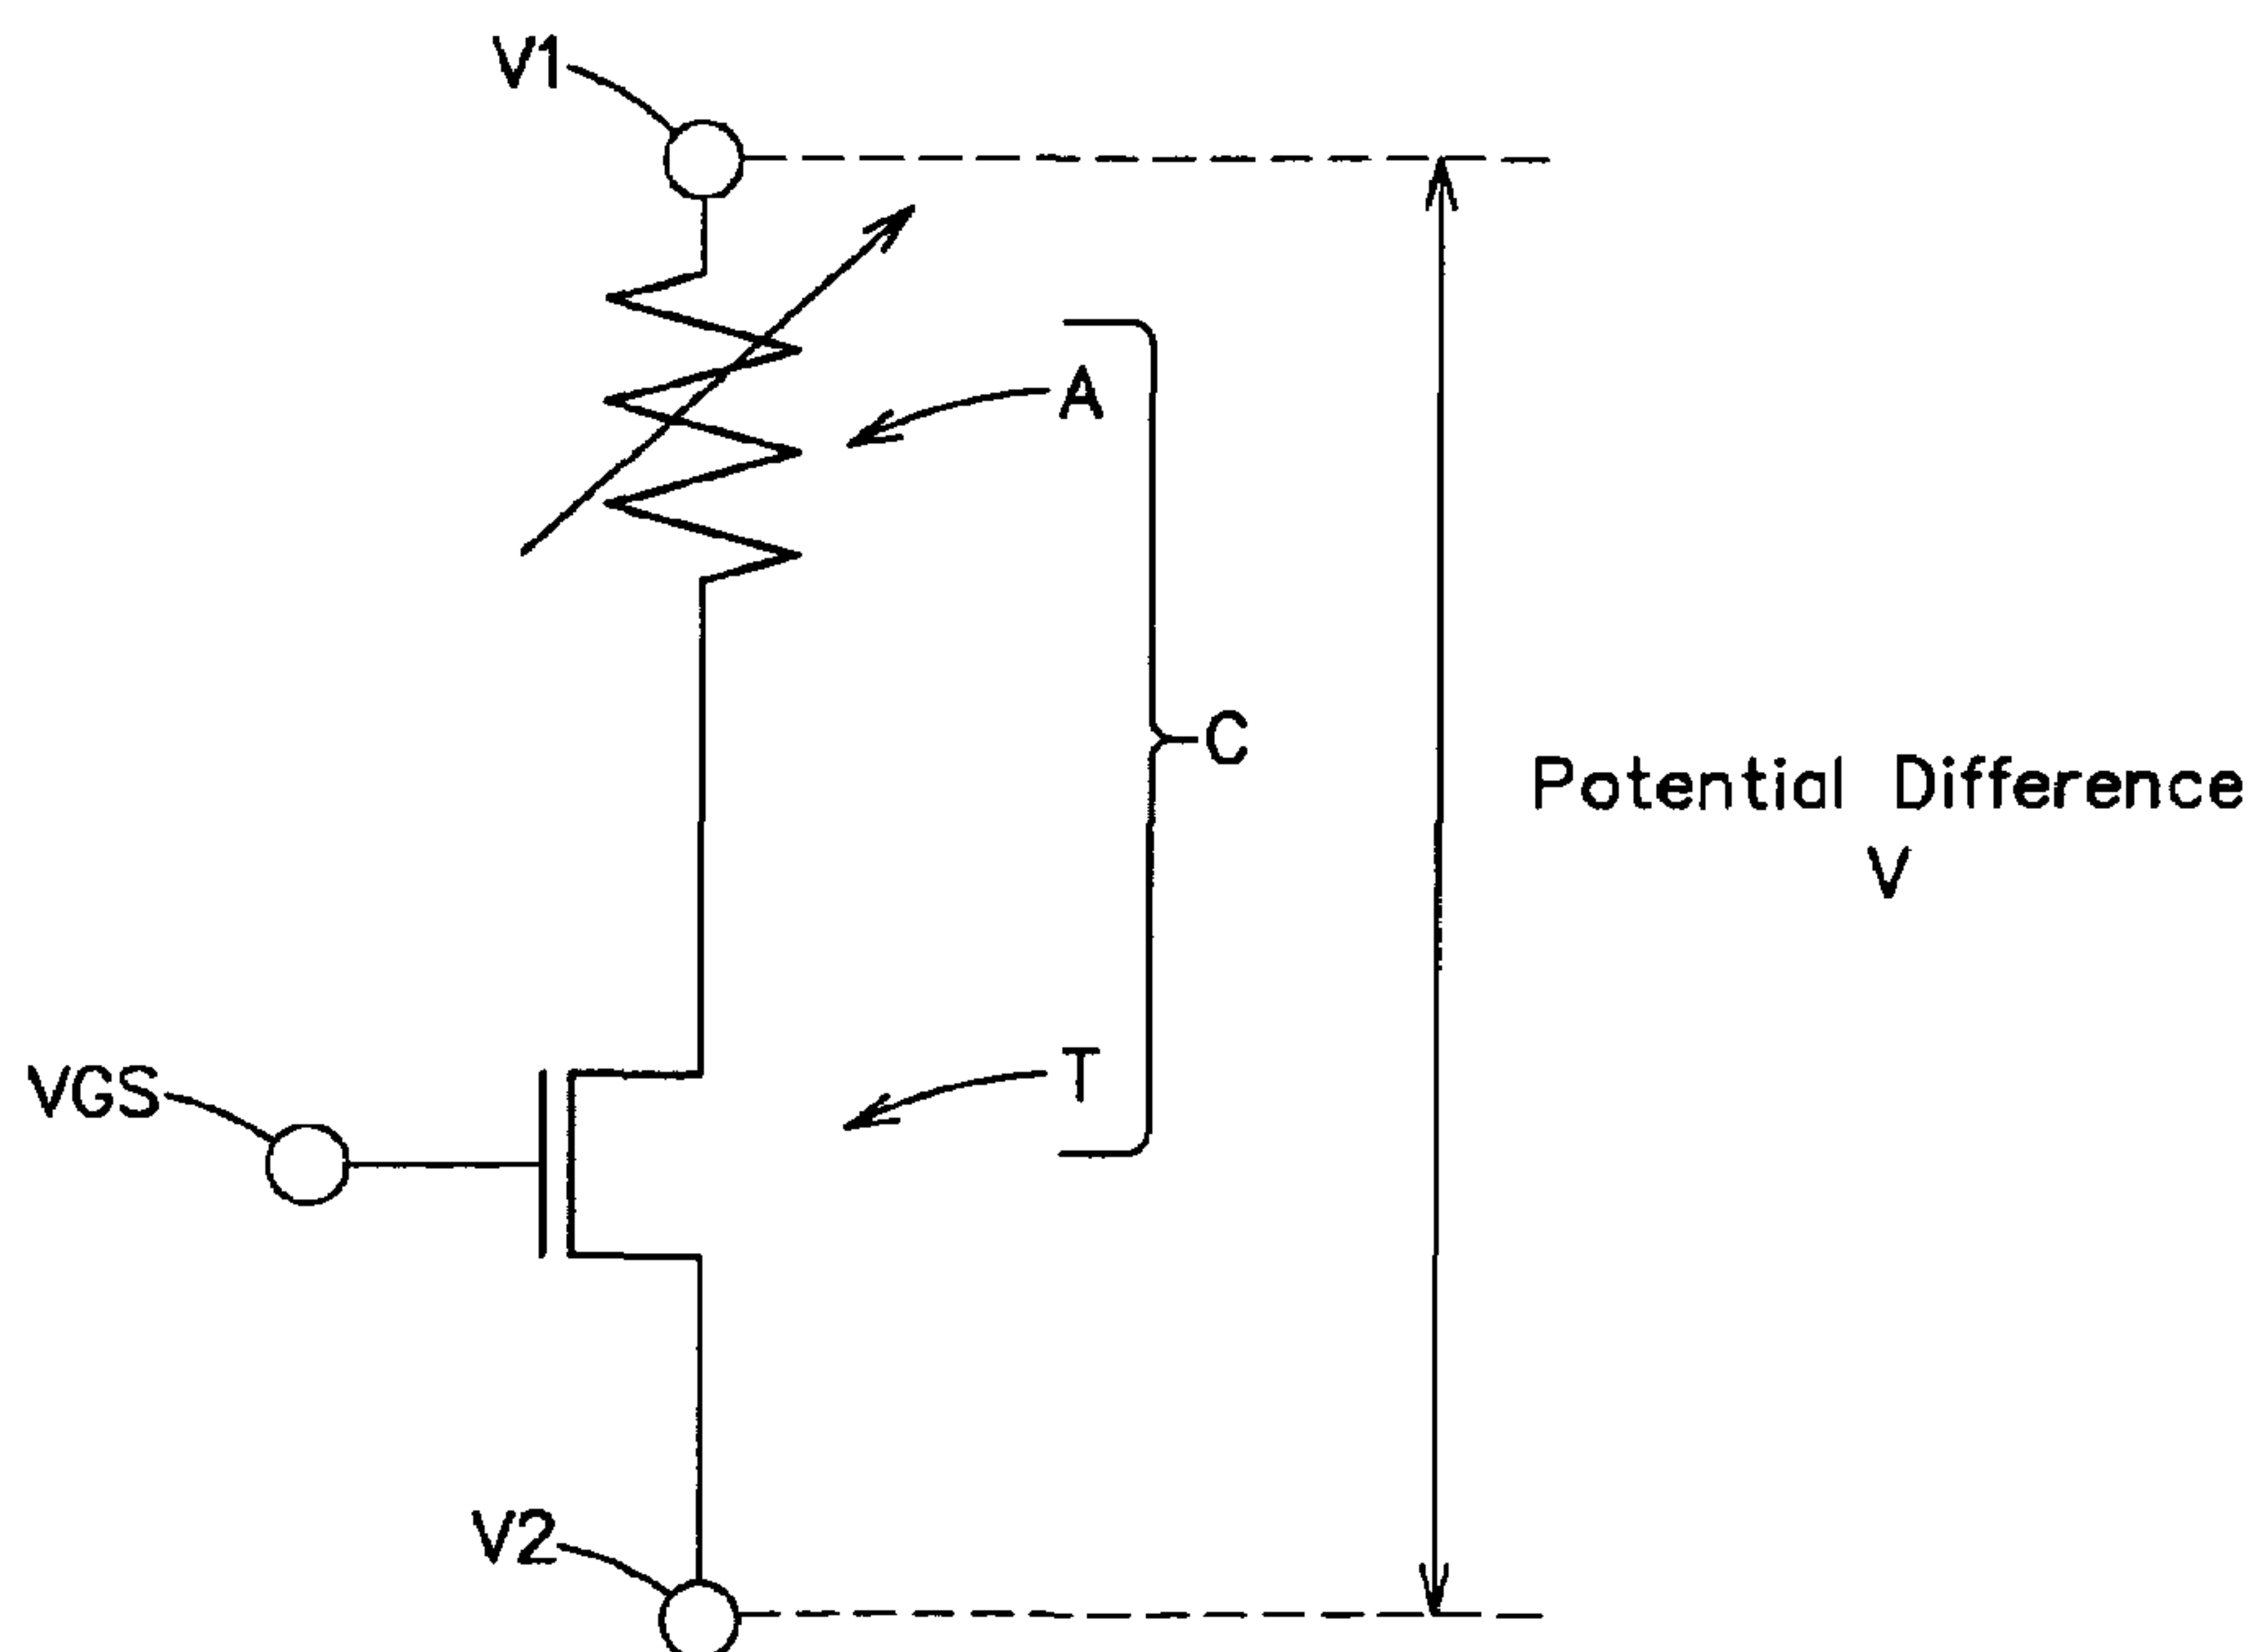 V1
A
C
Potential Difference
V
T
VGS
V2